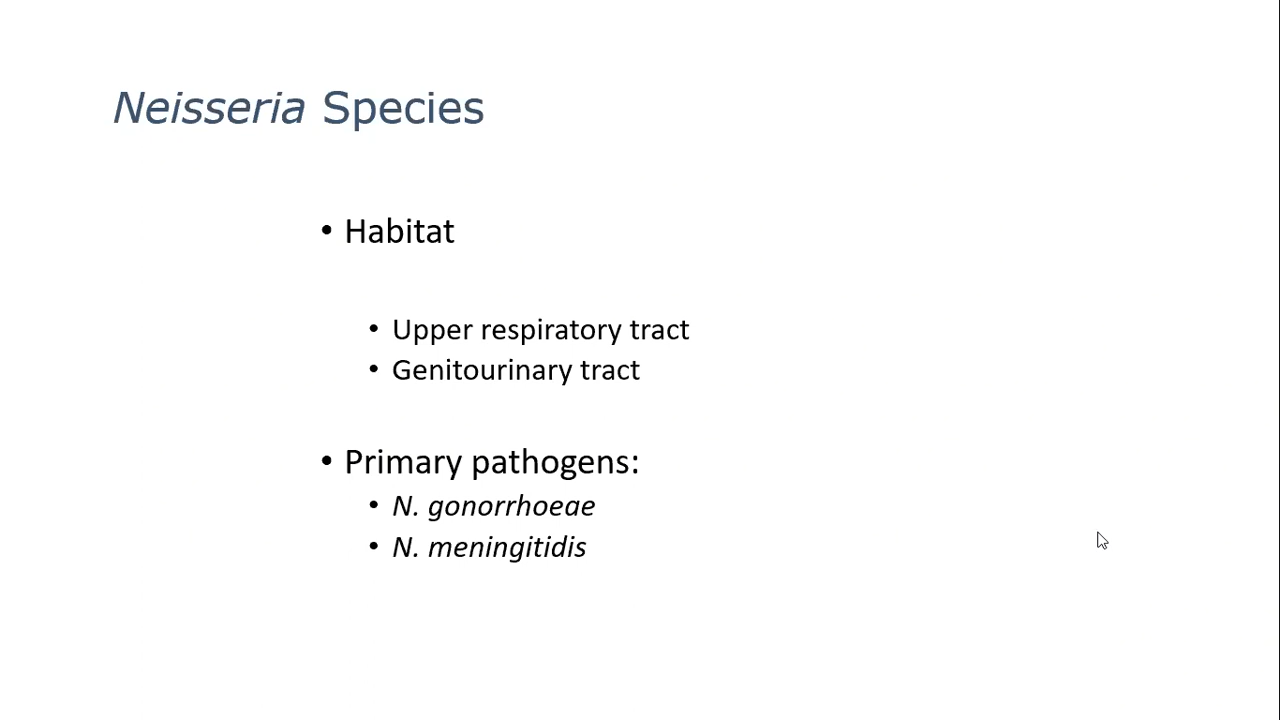 Neisseria Species
• Habitat
• Upper respiratory tract
• Genitourinary tract
• Primary pathogens:
• N. gonorrhoeae
• N. meningitidis